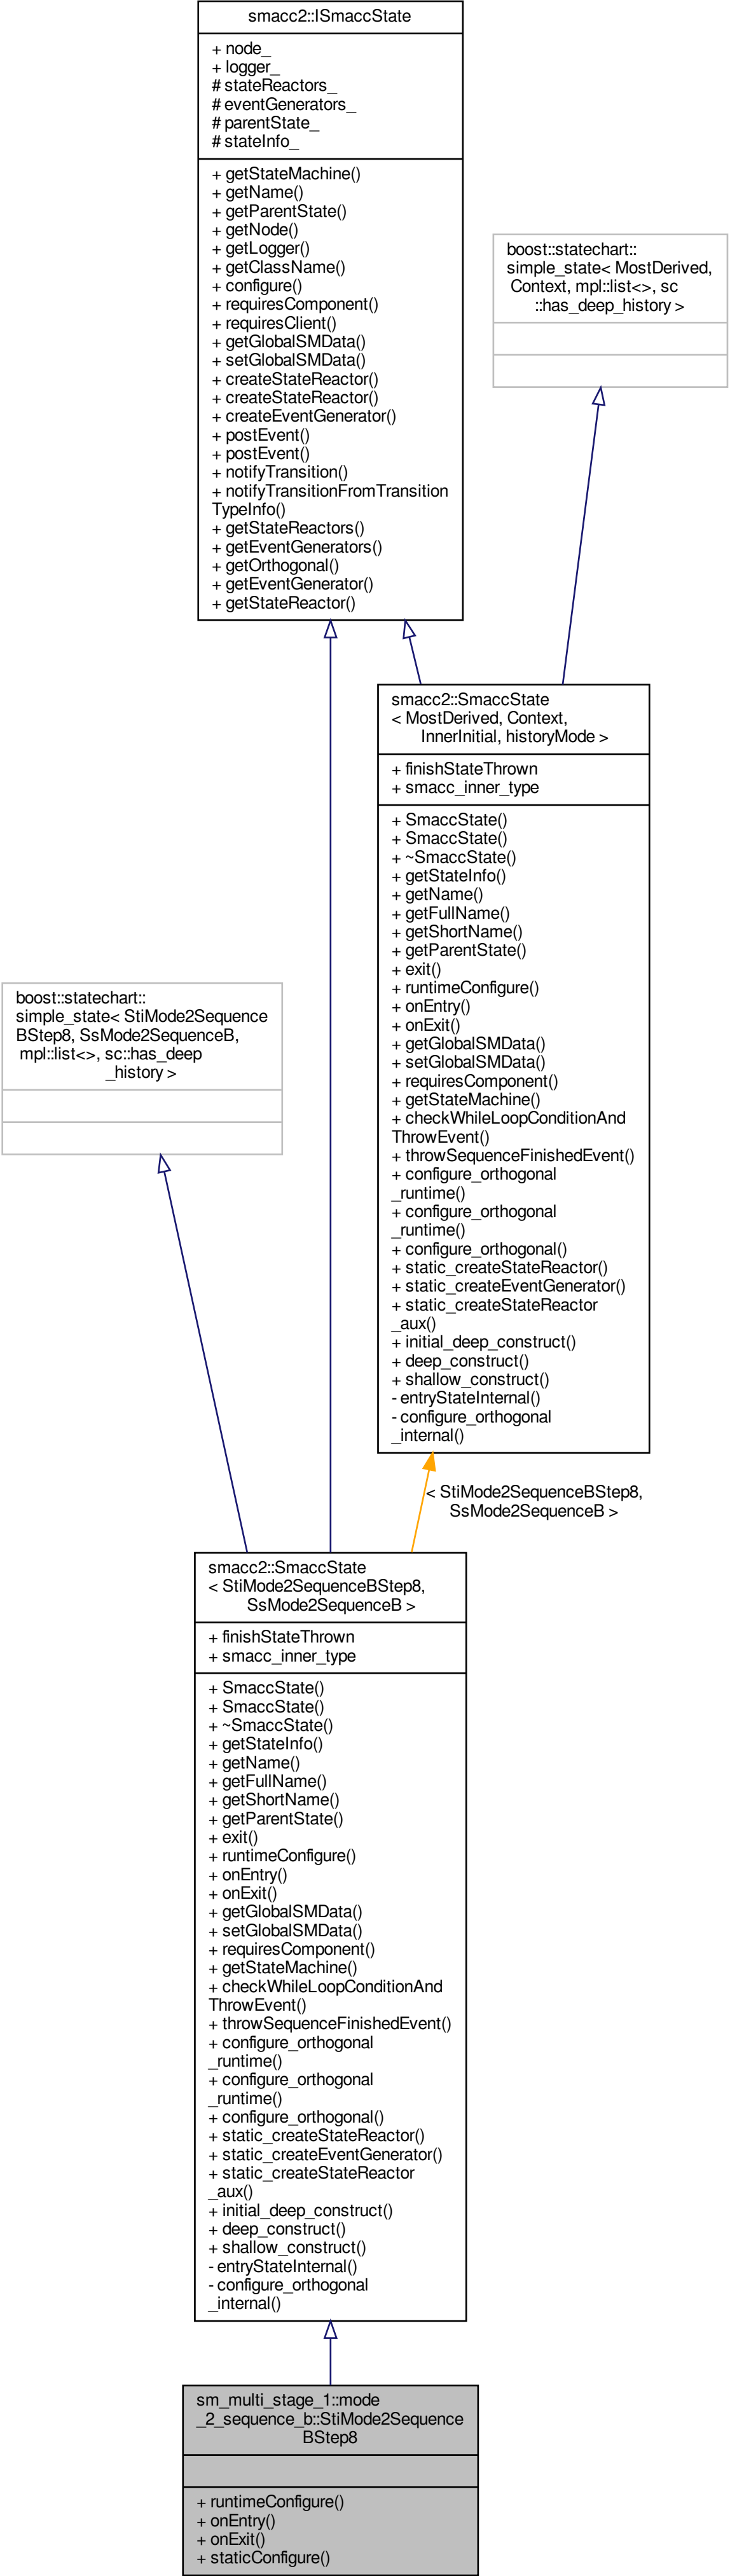 smacc2::ISmaccState
+ node_
+ logger_
# stateReactors_
# eventGenerators_
# parentState_
# stateInfo_
+ getStateMachine()
+ getName()
+ getParentState()
+ getNode()
+ getLogger()
+ getClassName()
+ configure()
+ requiresComponent()
+ requiresClient()
+ getGlobalSMData()
+ setGlobalSMData()
+ createStateReactor()
+ createStateReactor()
+ createEventGenerator()
+ postEvent()
+ postEvent()
+ notifyTransition()
+ notifyTransitionFromTransition
TypeInfo()
+ getStateReactors()
+ getEventGenerators()
+ getOrthogonal()
+ getEventGenerator()
+ getStateReactor()
boost::statechart::
simple_state< MostDerived,
Context, mpl::list<>, sc
::has_deep_history >
smacc2::SmaccState
< MostDerived, Context,
InnerInitial, historyMode >
+ finishStateThrown
+ smacc_inner_type
+ SmaccState()
+ SmaccState()
+ ~SmaccState()
+ getStateInfo()
+ getName()
+ getFullName()
+ getShortName()
+ getParentState()
+ exit()
+ runtimeConfigure()
+ onEntry()
+ onExit()
+ getGlobalSMData()
+ setGlobalSMData()
+ requiresComponent()
+ getStateMachine()
+ checkWhileLoopConditionAnd
ThrowEvent()
+ throwSequenceFinishedEvent()
+ configure_orthogonal
_runtime()
+ configure_orthogonal
_runtime()
+ configure_orthogonal()
+ static_createStateReactor()
+ static_createEventGenerator()
+ static_createStateReactor
_aux()
+ initial_deep_construct()
+ deep_construct()
+ shallow_construct()
- entryStateInternal()
- configure_orthogonal
_internal()
boost::statechart::
simple_state< StiMode2Sequence
BStep8, SsMode2SequenceB,
mpl::list<>, sc::has_deep
_history >
< StiMode2SequenceBStep8,
SsMode2SequenceB >
smacc2::SmaccState
< StiMode2SequenceBStep8,
SsMode2SequenceB >
+ finishStateThrown
+ smacc_inner_type
+ SmaccState()
+ SmaccState()
+ ~SmaccState()
+ getStateInfo()
+ getName()
+ getFullName()
+ getShortName()
+ getParentState()
+ exit()
+ runtimeConfigure()
+ onEntry()
+ onExit()
+ getGlobalSMData()
+ setGlobalSMData()
+ requiresComponent()
+ getStateMachine()
+ checkWhileLoopConditionAnd
ThrowEvent()
+ throwSequenceFinishedEvent()
+ configure_orthogonal
_runtime()
+ configure_orthogonal
_runtime()
+ configure_orthogonal()
+ static_createStateReactor()
+ static_createEventGenerator()
+ static_createStateReactor
_aux()
+ initial_deep_construct()
+ deep_construct()
+ shallow_construct()
- entryStateInternal()
- configure_orthogonal
_internal()
sm_multi_stage_1::mode
_2_sequence_b::StiMode2Sequence
BStep8
+ runtimeConfigure()
+ onEntry()
+ onExit()
+ staticConfigure()